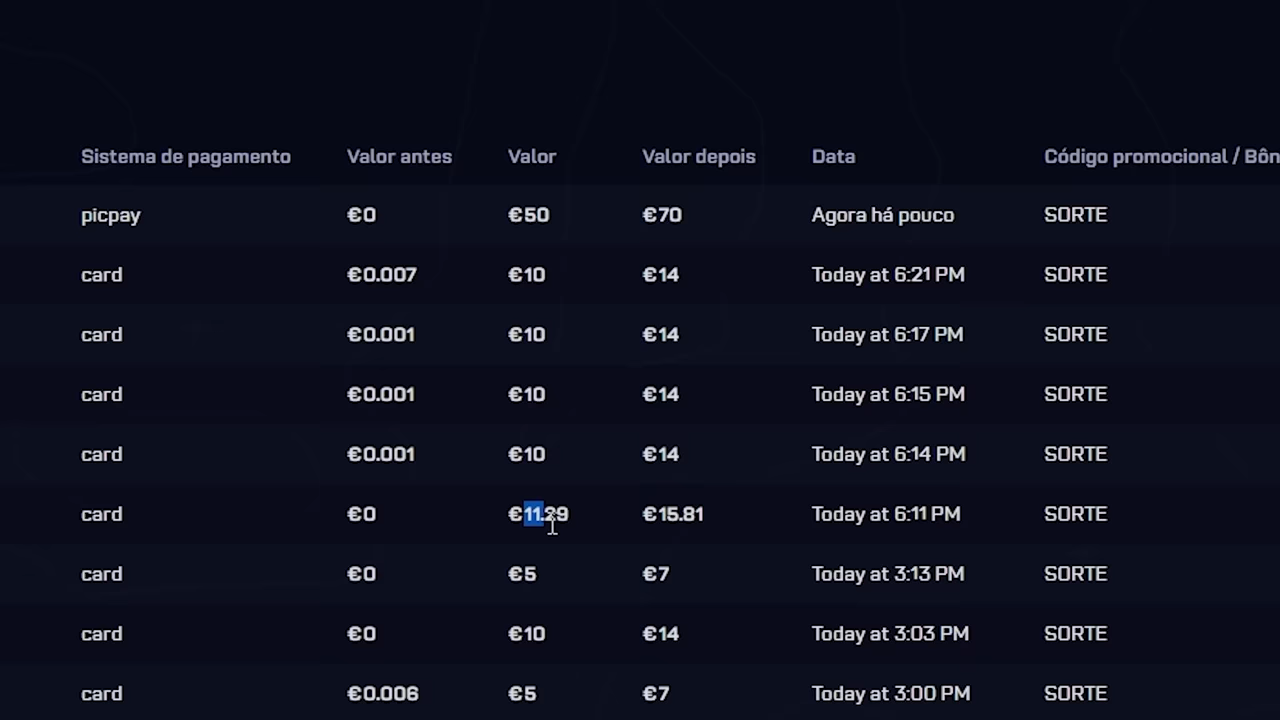 Sistema de pagamento Valor antes Valor Valor depois Data Código promocional / Bôn
picpay €0 €50 €70 Agora há pouco SORTE
card €0.007 €10 €14 Today at 6:21 PM SORTE
card €0.001 €10 €14 Today at 6:17 PM SORTE
card €0.001 €10 €14 Today at 6:15 PM SORTE
card €0.001 €10 €14 Today at 6:14 PM SORTE
card €0 €11.29 €15.81 Today at 6:11 PM SORTE
card €0 €5 €7 Today at 3:13 PM SORTE
card €0 €10 €14 Today at 3:03 PM SORTE
card €0.006 €5 €7 Today at 3:00 PM SORTE